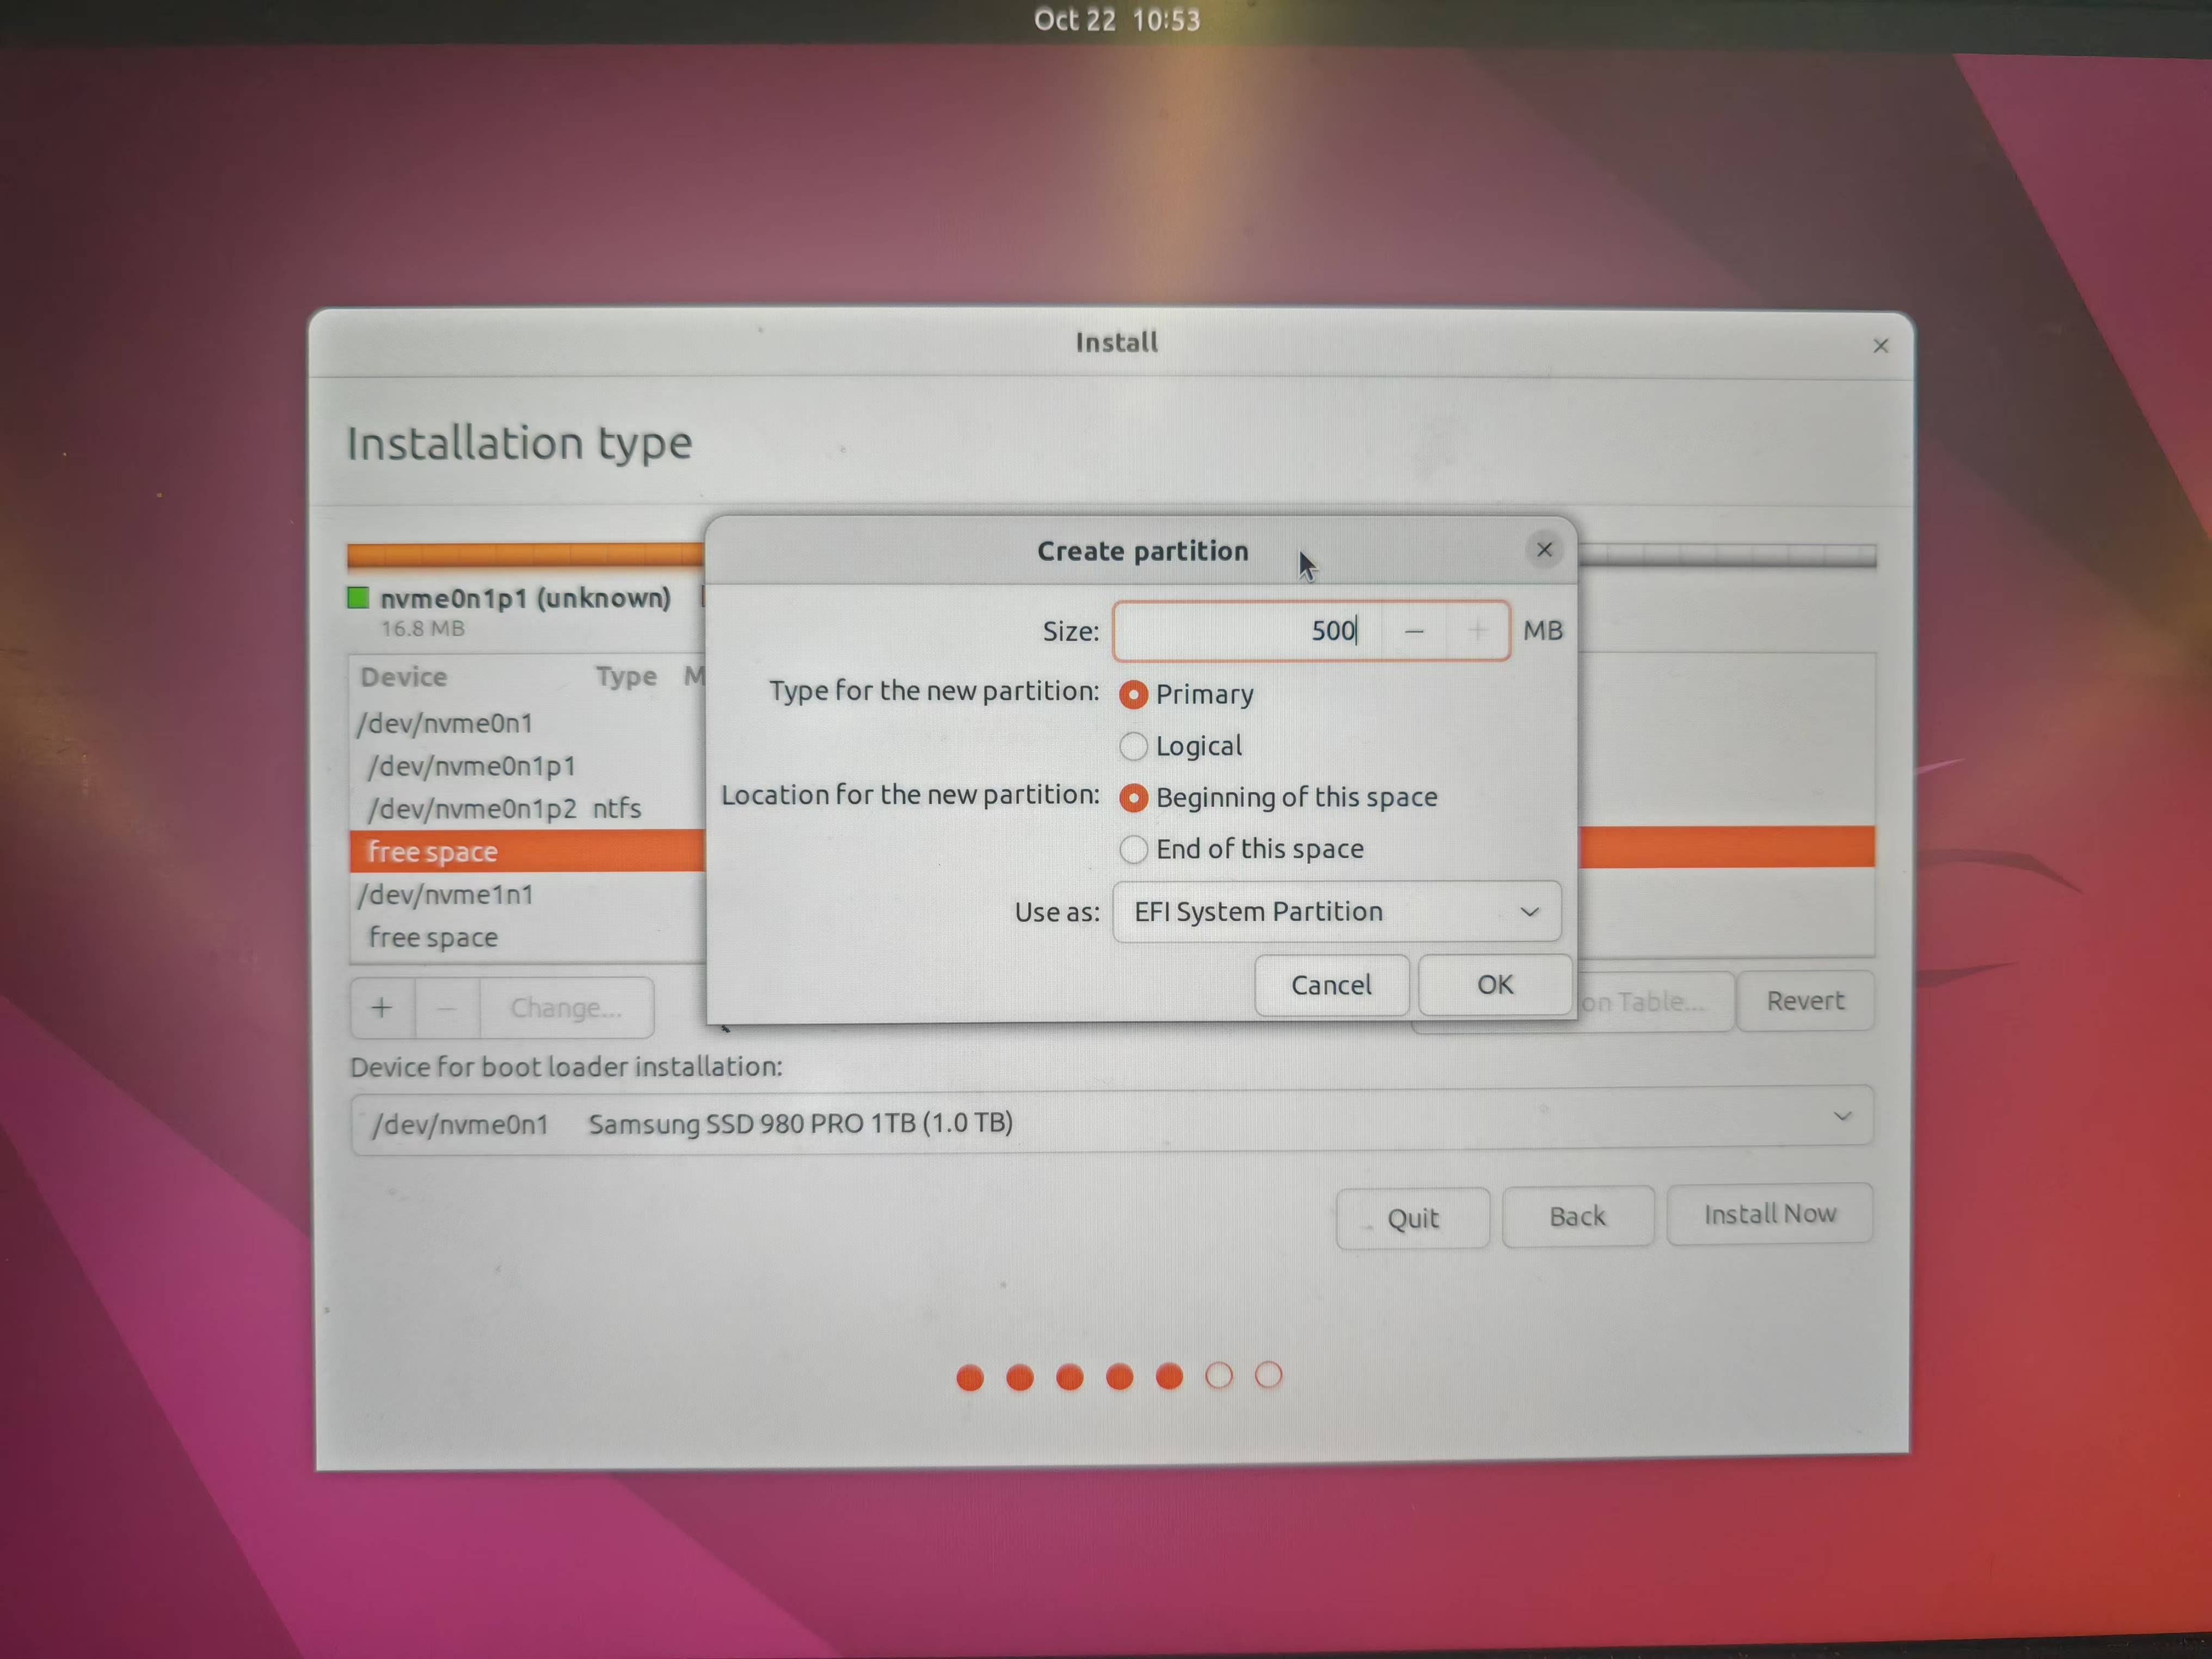 Oct 22 10:53
Install
Installation type
Create partition
nvme0n1p1 (unknown)
16.8 MB
Size: 500 MB
Device Type M
Type for the new partition: Primary
/dev/nvme0n1
Logical
/dev/nvme0n1p1
Location for the new partition: Beginning of this space
/dev/nvme0n1p2 ntfs
free space
End of this space
/dev/nvme1n1
Use as: EFI System Partition
free space
Cancel OK
+ − Change... on Table... Revert
Device for boot loader installation:
/dev/nvme0n1 Samsung SSD 980 PRO 1TB (1.0 TB)
Quit Back Install Now